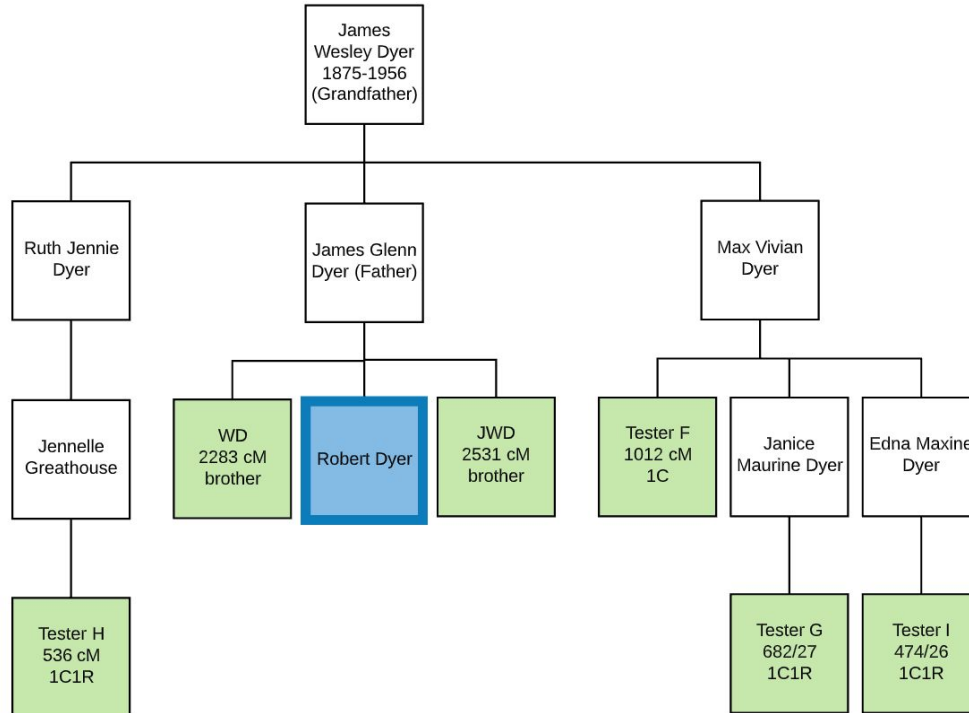 James
Wesley Dyer
1875-1956
(Grandfather)
Ruth Jennie
Dyer
James Glenn
Dyer (Father)
Max Vivian
Dyer
Jennelle
Greathouse
WD
2283 cM
brother
Robert Dyer
JWD
2531 cM
brother
Tester F
1012 cM
1C
Janice
Maurine Dyer
Edna Maxine
Dyer
Tester H
536 cM
1C1R
Tester G
682/27
1C1R
Tester I
474/26
1C1R